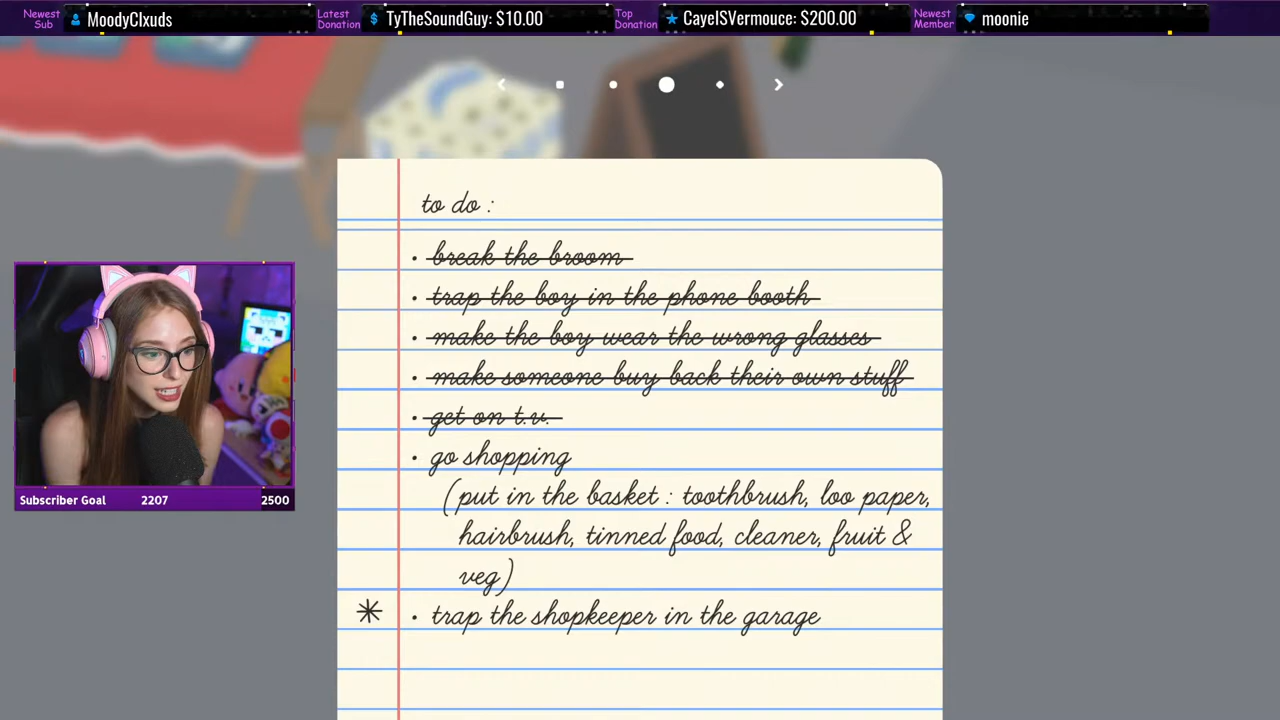 Newest Sub
MoodyClxuds
Latest Donation
TyTheSoundGuy: $10.00
Top Donation
CayelSVermouce: $200.00
Newest Member
moonie
to do :
• break the broom
• trap the boy in the phone booth
• make the boy wear the wrong glasses
• make someone buy back their own stuff
• get on t.v.
• go shopping
(put in the basket : toothbrush, loo paper,
hairbrush, tinned food, cleaner, fruit &
veg)
• trap the shopkeeper in the garage
Subscriber Goal 2207 2500